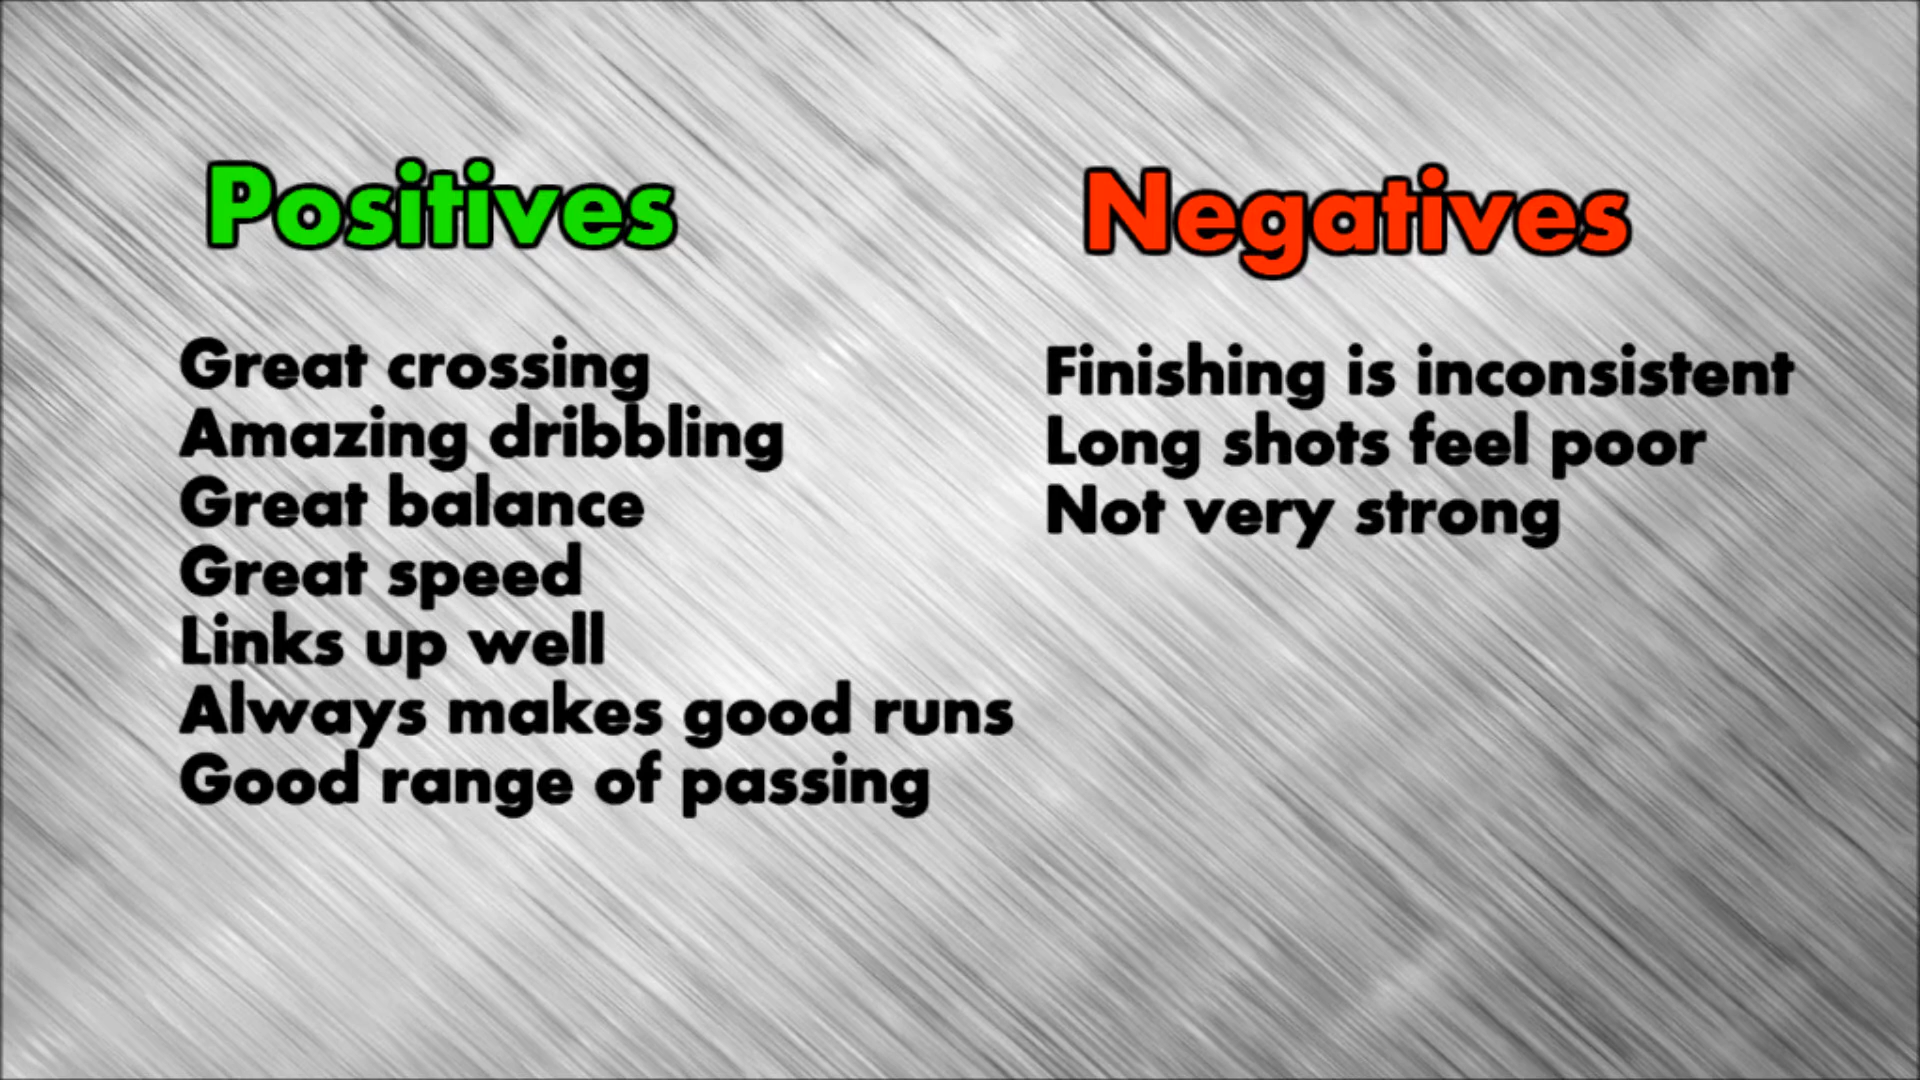 Positives
Great crossing
Amazing dribbling
Great balance
Great speed
Links up well
Always makes good runs
Good range of passing
Negatives
Finishing is inconsistent
Long shots feel poor
Not very strong